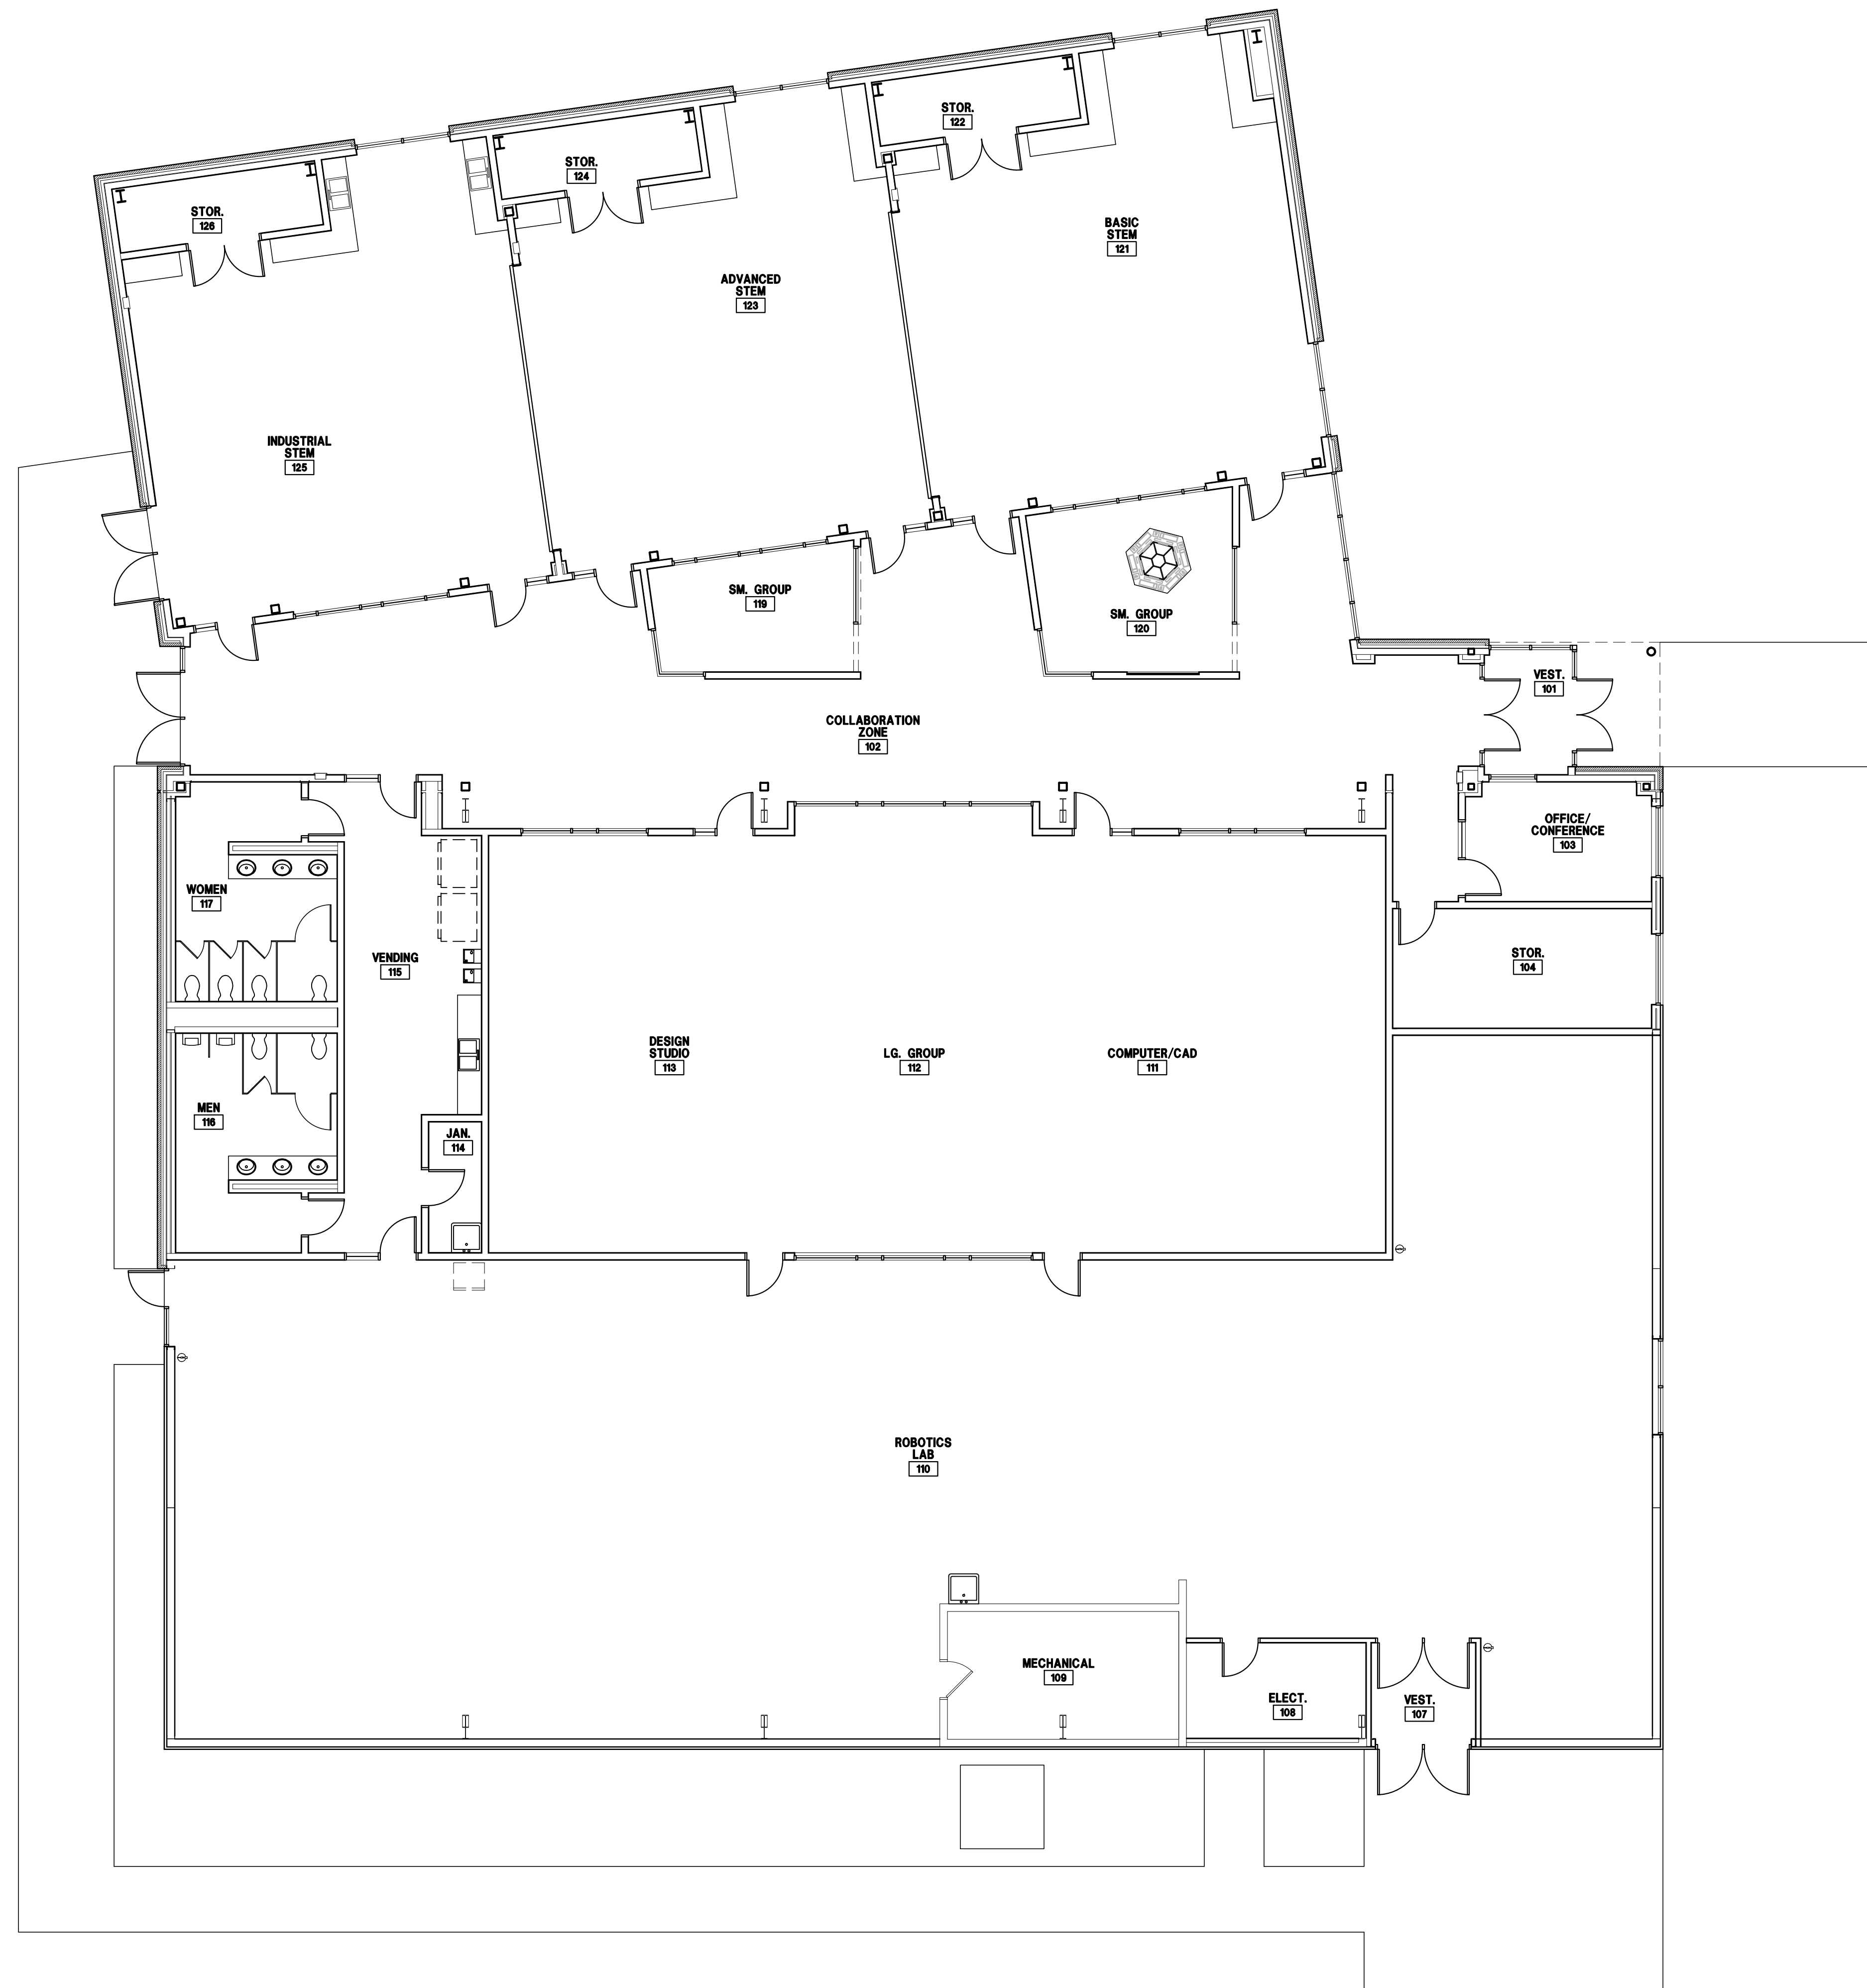 STOR.
122
STOR.
124
STOR.
126
BASIC
STEM
121
ADVANCED
STEM
123
INDUSTRIAL
STEM
125
SM. GROUP
119
SM. GROUP
120
VEST.
101
COLLABORATION
ZONE
102
OFFICE/
CONFERENCE
103
WOMEN
117
VENDING
115
STOR.
104
DESIGN
STUDIO
113
LG. GROUP
112
COMPUTER/CAD
111
MEN
116
JAN.
114
ROBOTICS
LAB
110
MECHANICAL
109
ELECT.
108
VEST.
107